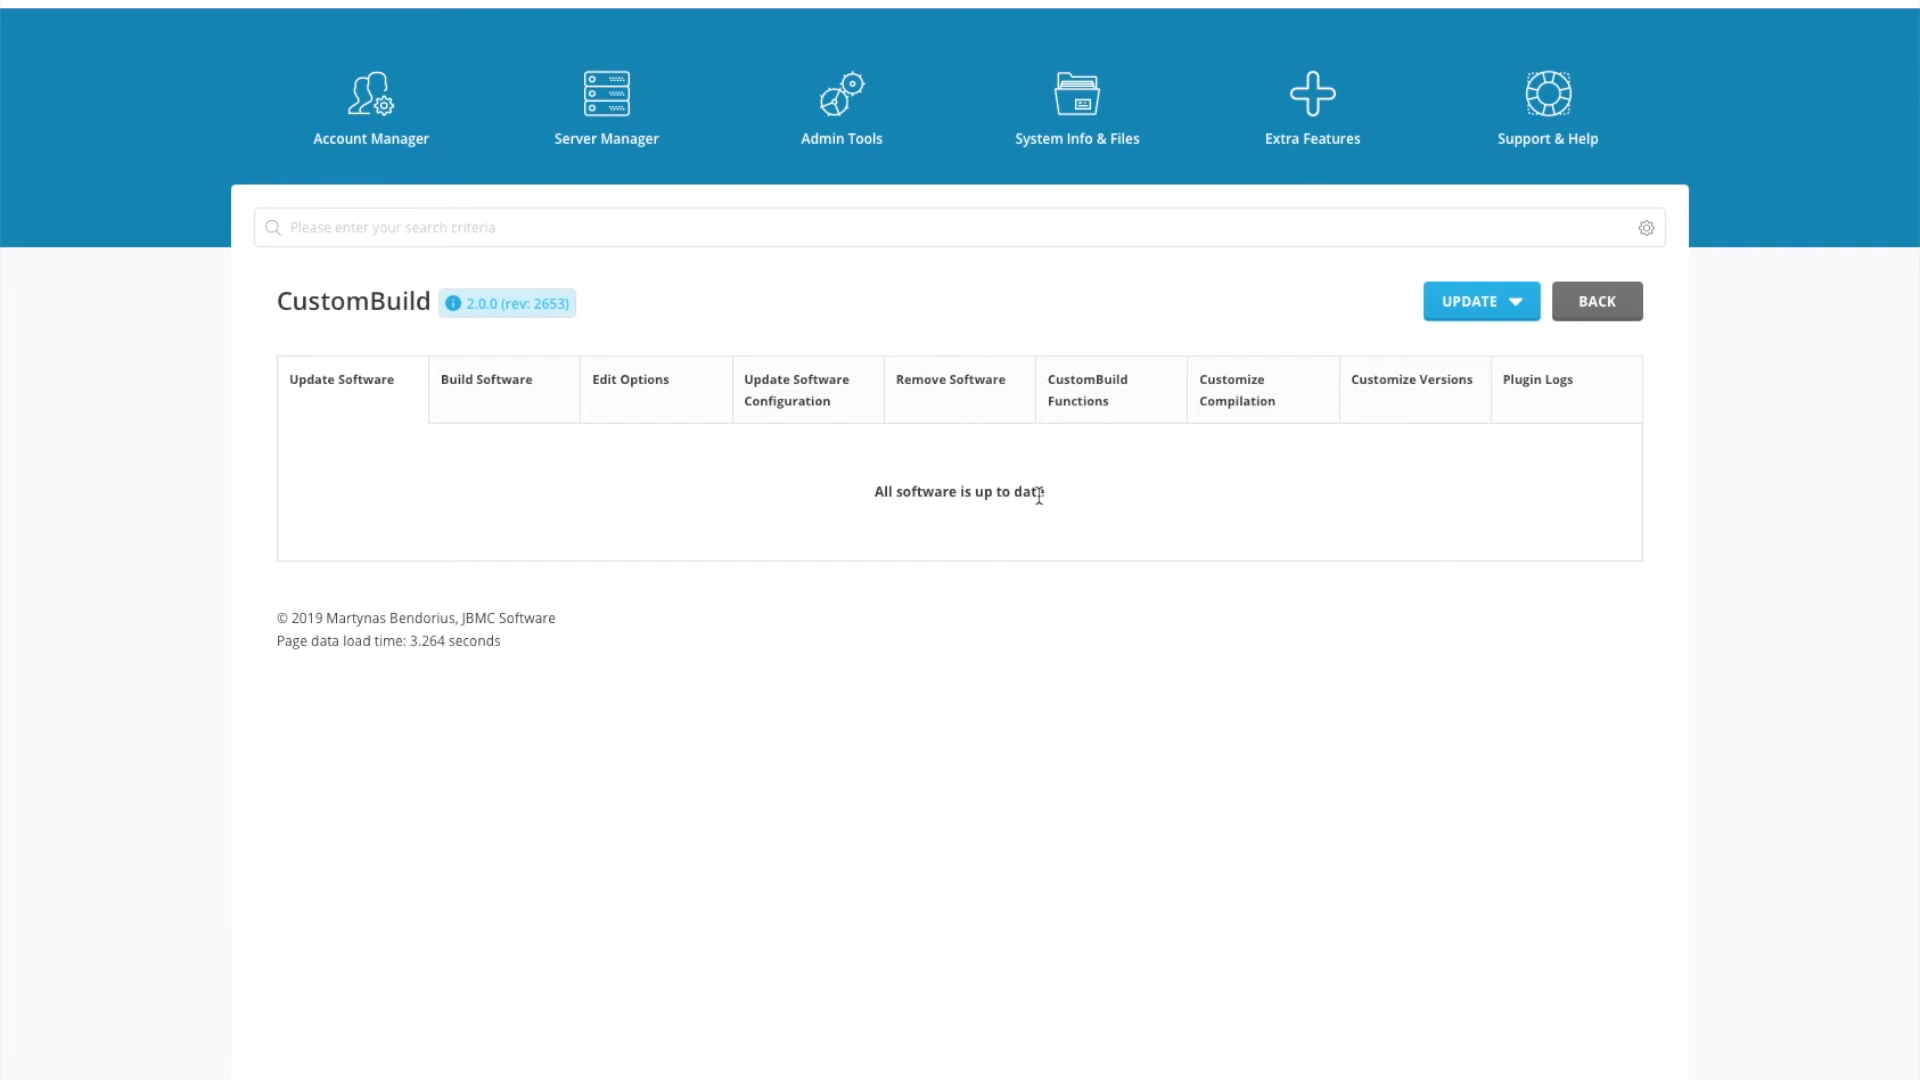 Account Manager
Server Manager
Admin Tools
System Info & Files
Extra Features
Support & Help
Please enter your search criteria
CustomBuild
2.0.0 (rev: 2653)
UPDATE
BACK
Update Software
Build Software
Edit Options
Update Software
Configuration
Remove Software
CustomBuild
Functions
Customize
Compilation
Customize Versions
Plugin Logs
All software is up to date
© 2019 Martynas Bendorius, JBMC Software
Page data load time: 3.264 seconds